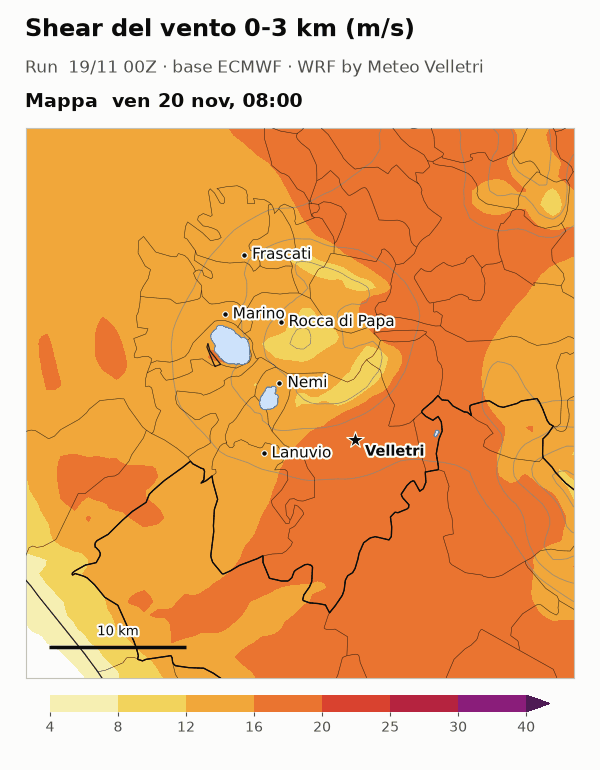 Shear del vento 0-3 km (m/s)
Run  19/11 00Z · base ECMWF · WRF by Meteo Velletri
Mappa  ven 20 nov, 08:00
Frascati
Marino
Rocca di Papa
Nemi
Velletri
Lanuvio
10 km
4 8 12 16 20 25 30 40